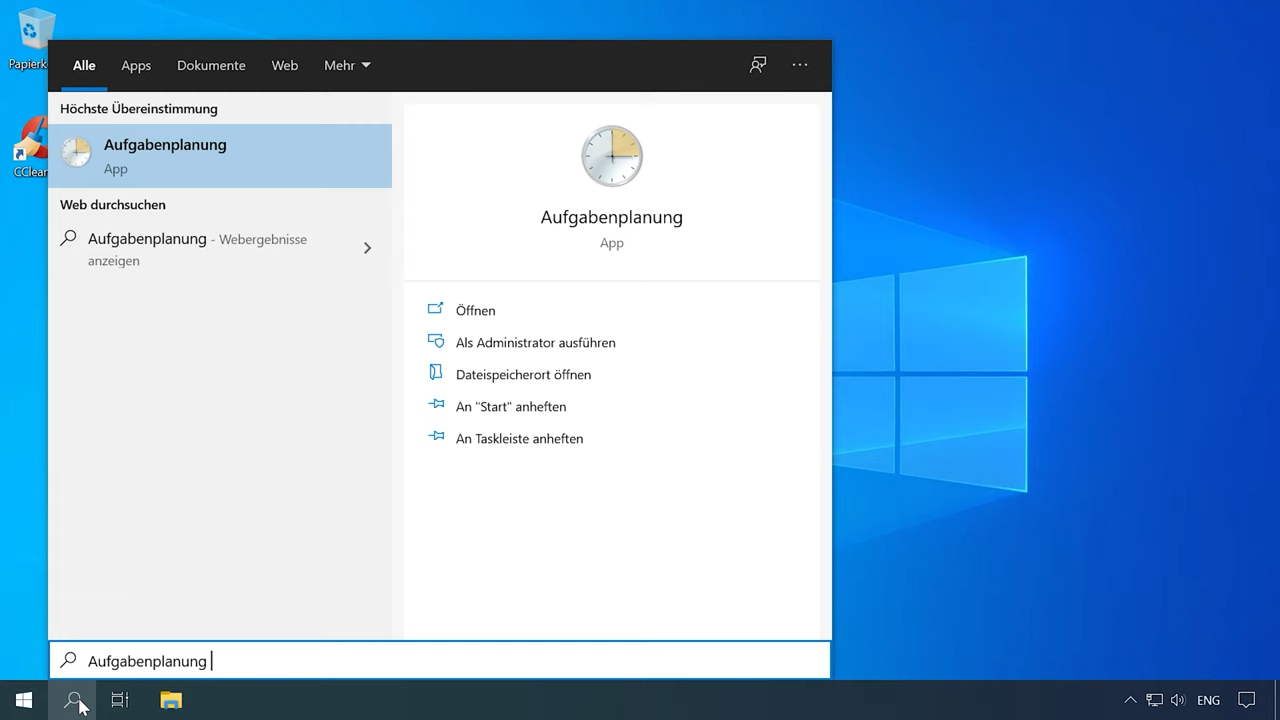 Papierk
CClean
Alle Apps Dokumente Web Mehr
Höchste Übereinstimmung
Aufgabenplanung
App
Web durchsuchen
Aufgabenplanung - Webergebnisse
anzeigen
Aufgabenplanung
App
Öffnen
Als Administrator ausführen
Dateispeicherort öffnen
An "Start" anheften
An Taskleiste anheften
Aufgabenplanung
ENG